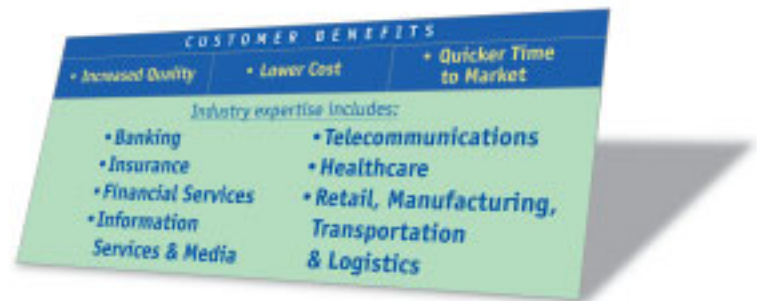 CUSTOMER BENEFITS
• Increased Quality
• Lower Cost
• Quicker Time
to Market
Industry expertise includes:
• Banking
• Insurance
• Financial Services
• Information
Services & Media
• Telecommunications
• Healthcare
• Retail, Manufacturing,
Transportation
& Logistics